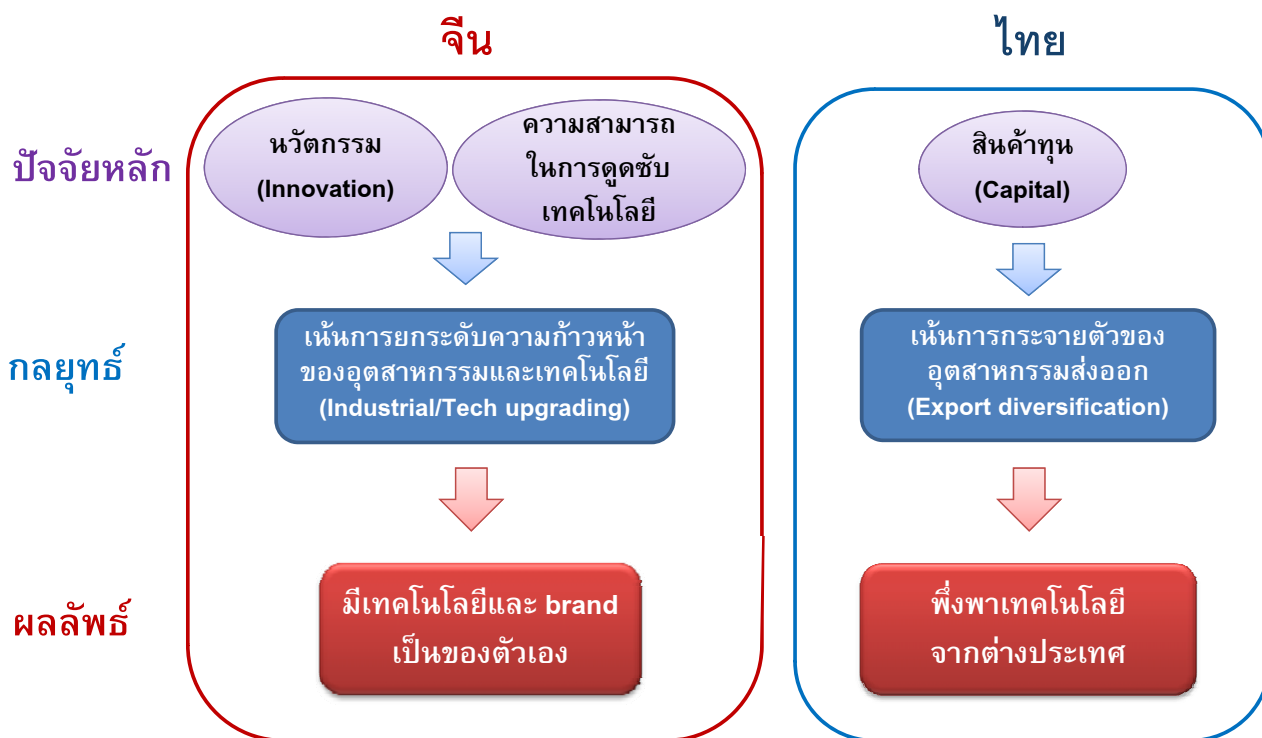 จีน
ไทย
ปัจจัยหลัก
นวัตกรรม
(Innovation)
ความสามารถ
ในการดูดซับ
เทคโนโลยี
สินค้าทุน
(Capital)
กลยุทธ์
เน้นการยกระดับความก้าวหน้า
ของอุตสาหกรรมและเทคโนโลยี
(Industrial/Tech upgrading)
เน้นการกระจายตัวของ
อุตสาหกรรมส่งออก
(Export diversification)
ผลลัพธ์
มีเทคโนโลยีและ brand
เป็นของตัวเอง
พึ่งพาเทคโนโลยี
จากต่างประเทศ